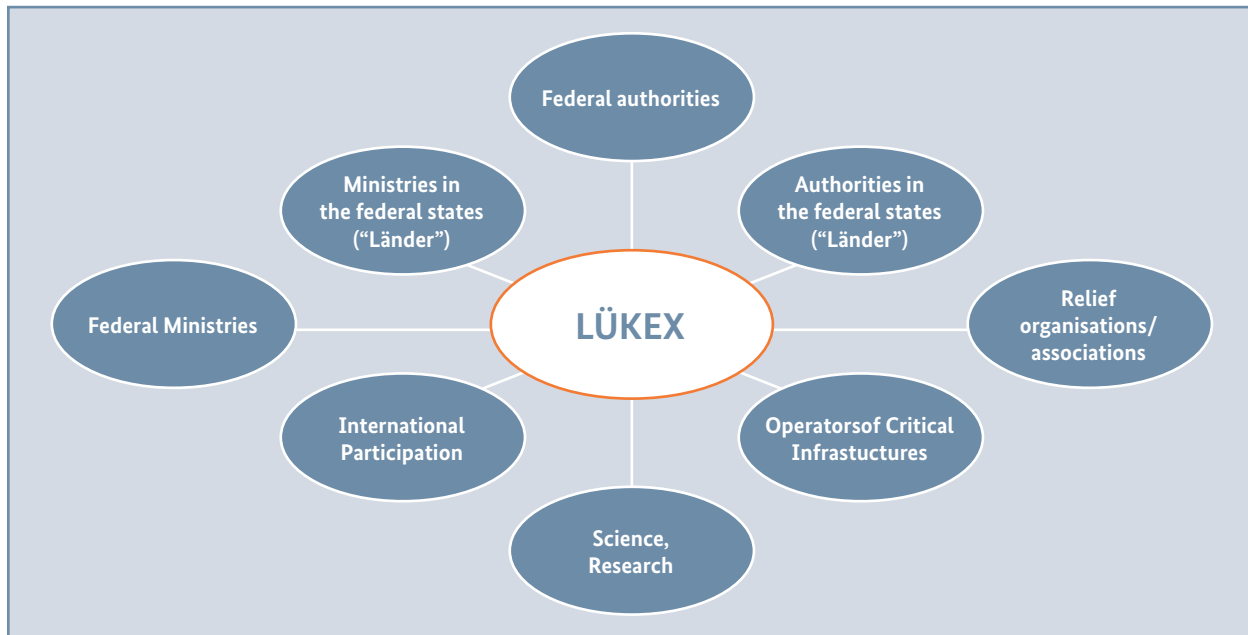 Federal authorities
Ministries in
the federal states
(“Länder”)
Authorities in
the federal states
(“Länder”)
Federal Ministries
LÜKEX
Relief
organisations/
associations
International
Participation
Operatorsof Critical
Infrastuctures
Science,
Research